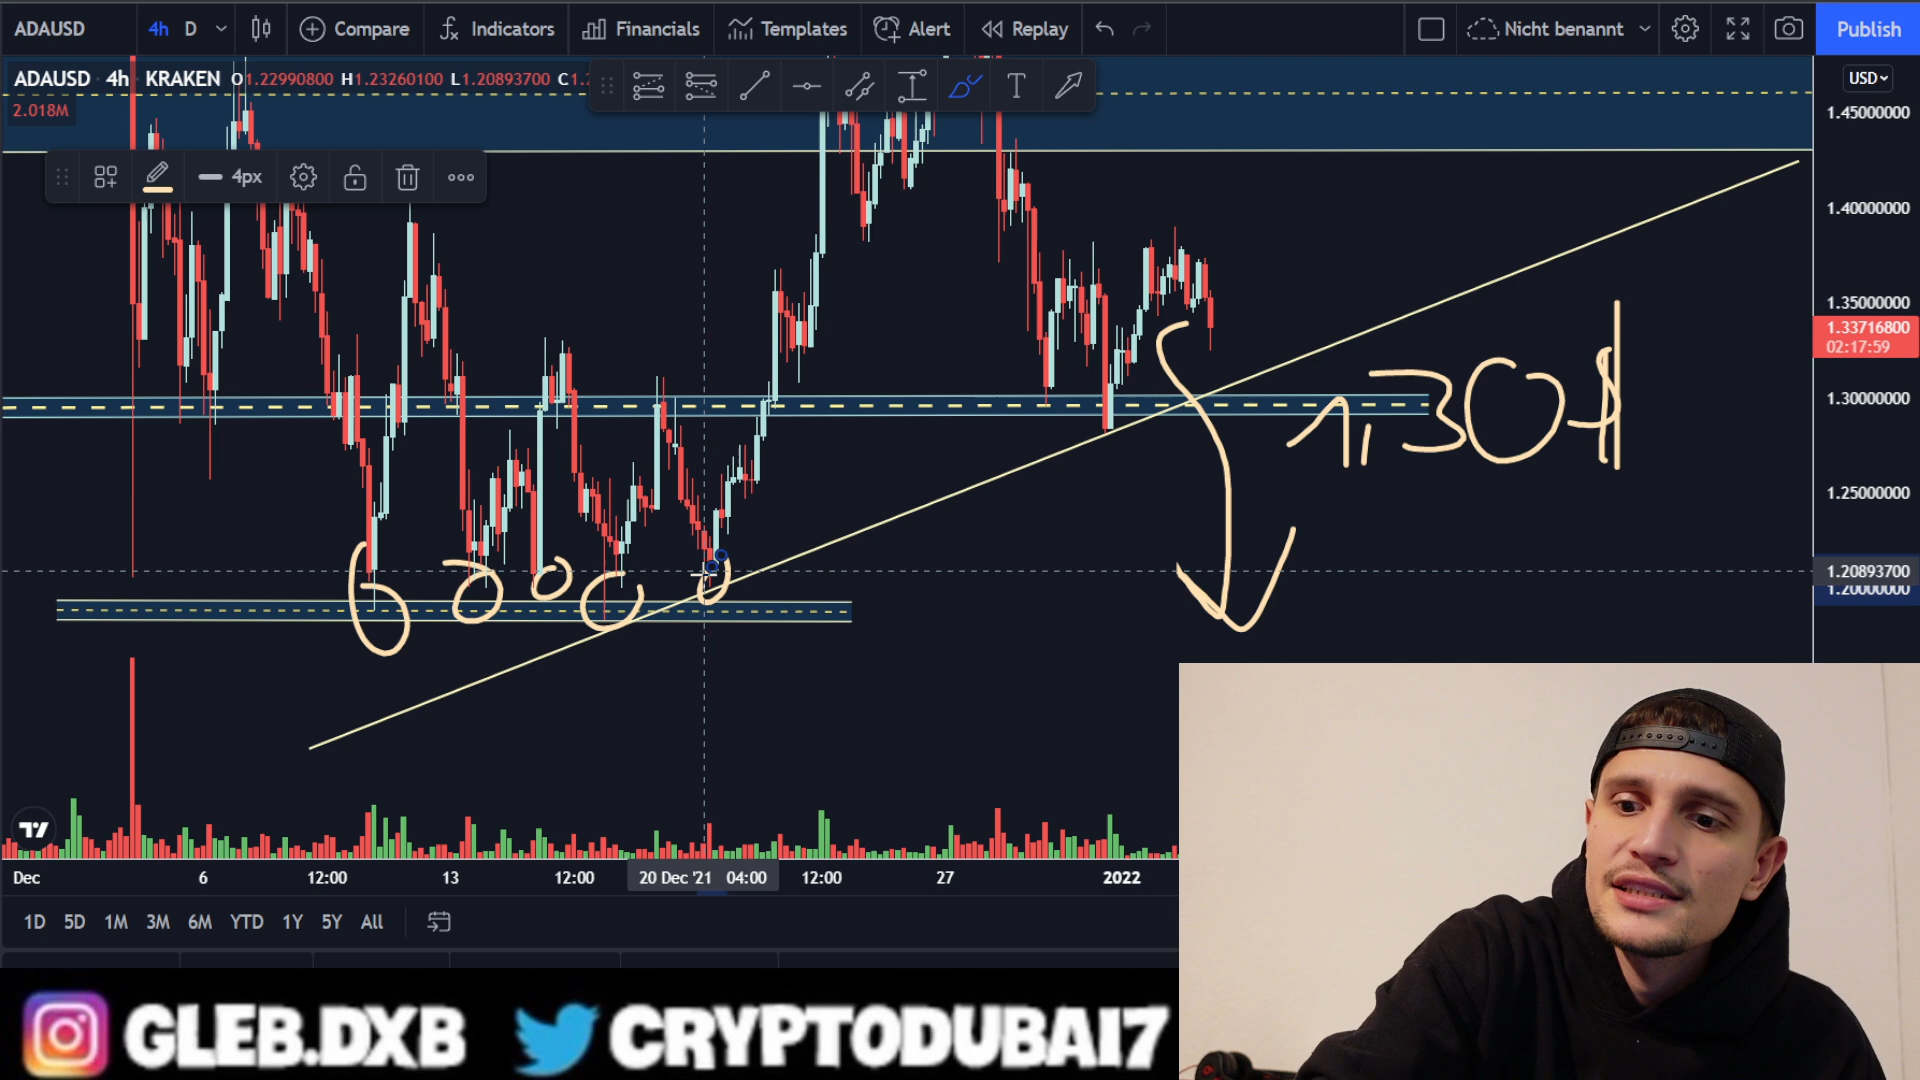 ADAUSD 4h D Compare Indicators Financials Templates Alert Replay Nicht benannt Publish
ADAUSD 4h KRAKEN O1.22990800 H1.23260100 L1.20893700 C1.2 T USD
2.018M
4px
1.45000000
1.40000000
1.35000000
1.33716800
02:17:59
1.30000000
1.25000000
1.20893700
1.20000000
1,30$
Dec 6 12:00 13 12:00 20 Dec '21 04:00 12:00 27 2022
1D 5D 1M 3M 6M YTD 1Y 5Y All
GLEB.DXB CRYPTODUBAI7